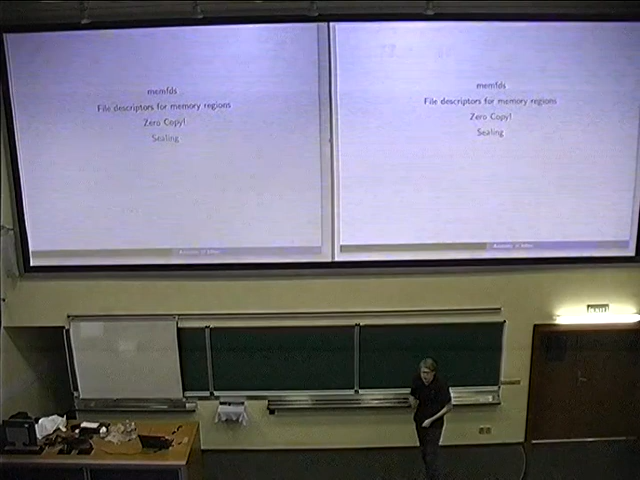 memfds
File descriptors for memory regions
Zero Copy!
Sealing
memfds
File descriptors for memory regions
Zero Copy!
Sealing